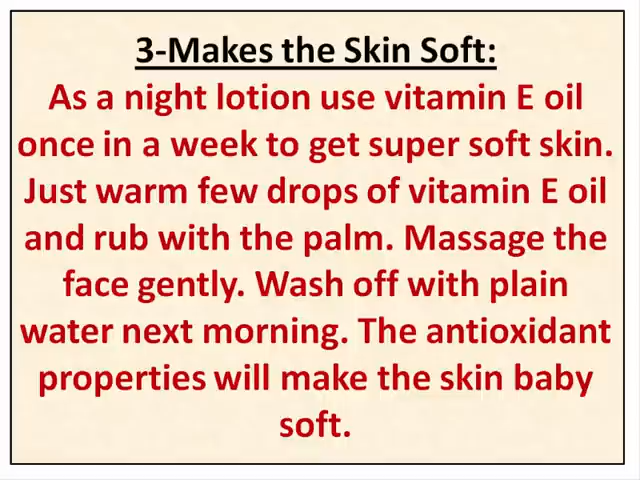 3-Makes the Skin Soft:
As a night lotion use vitamin E oil
once in a week to get super soft skin.
Just warm few drops of vitamin E oil
and rub with the palm. Massage the
face gently. Wash off with plain
water next morning. The antioxidant
properties will make the skin baby
soft.